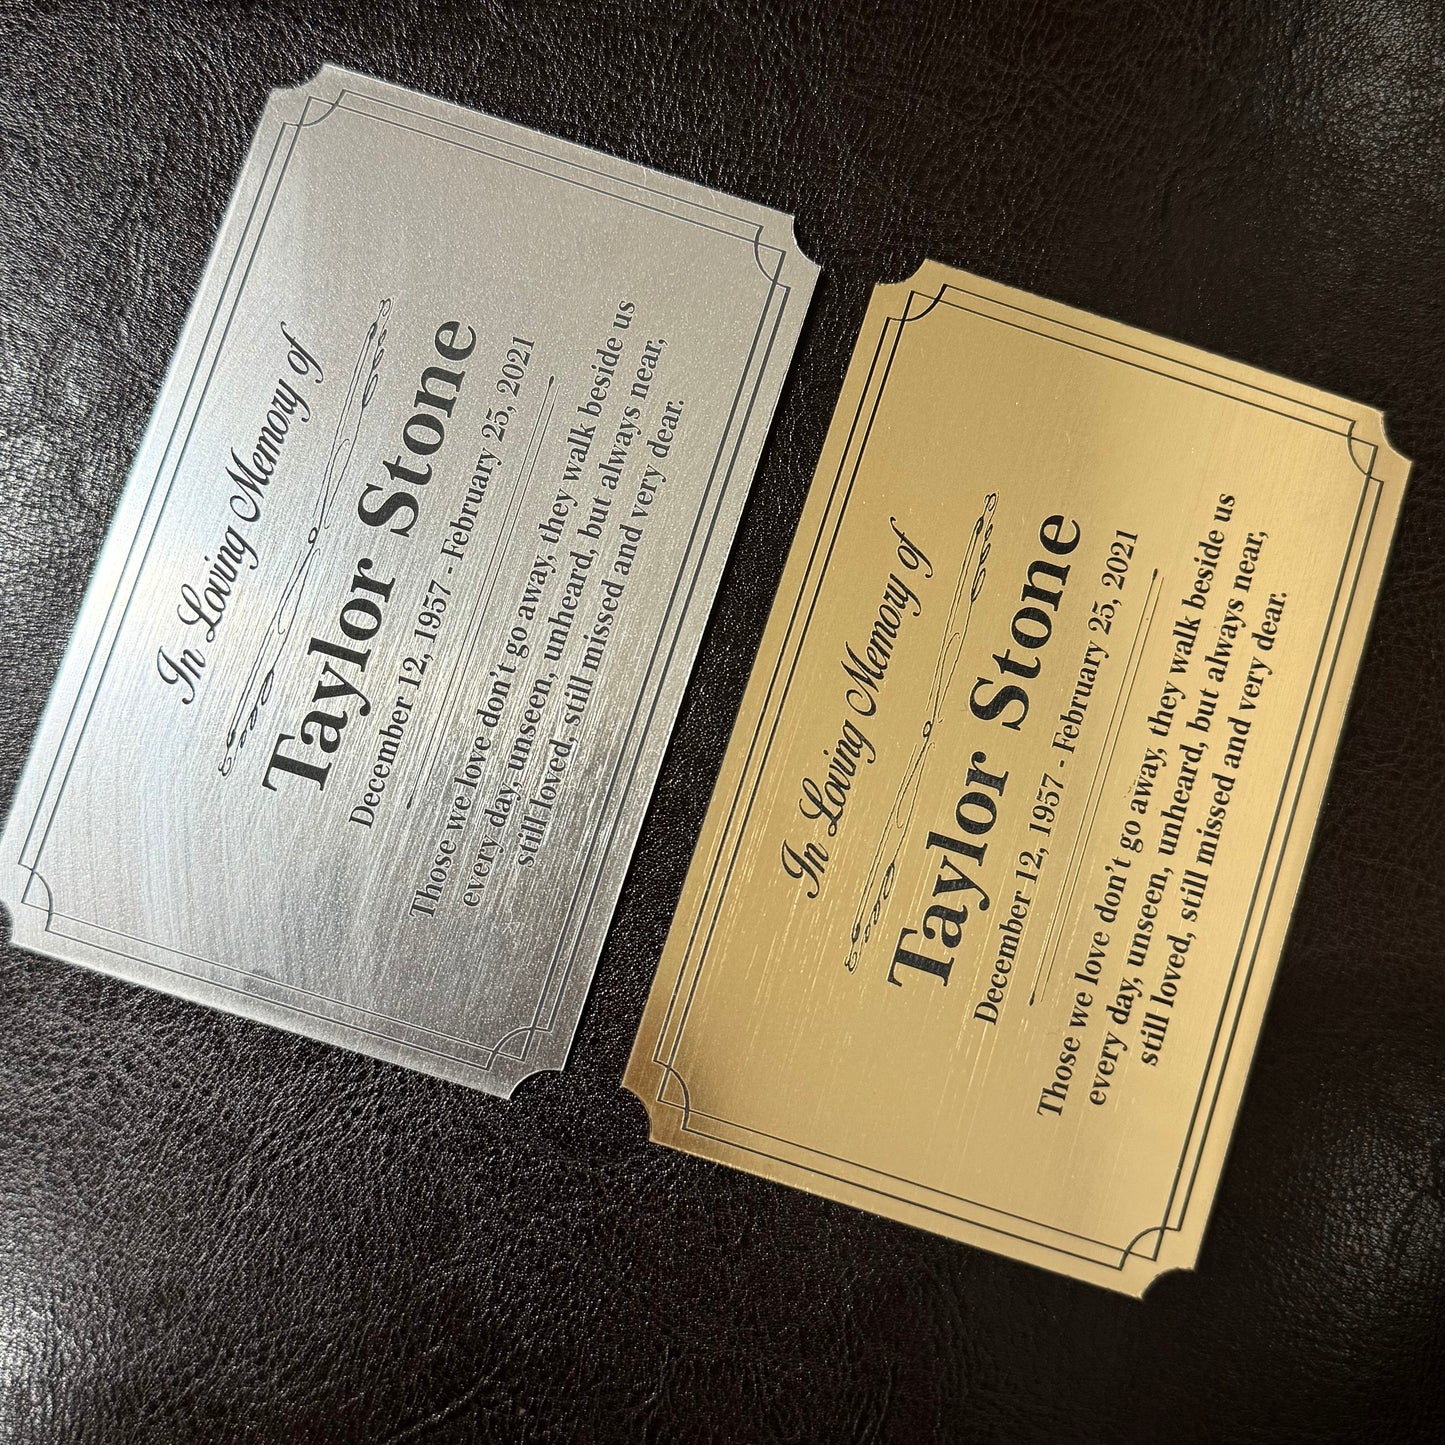 In Loving Memory of
Taylor Stone
December 12, 1957 - February 25, 2021
Those we love don't go away, they walk beside us
every day, unseen, unheard, but always near,
still loved, still missed and very dear.
In Loving Memory of
Taylor Stone
December 12, 1957 - February 25, 2021
Those we love don't go away, they walk beside us
every day, unseen, unheard, but always near,
still loved, still missed and very dear.